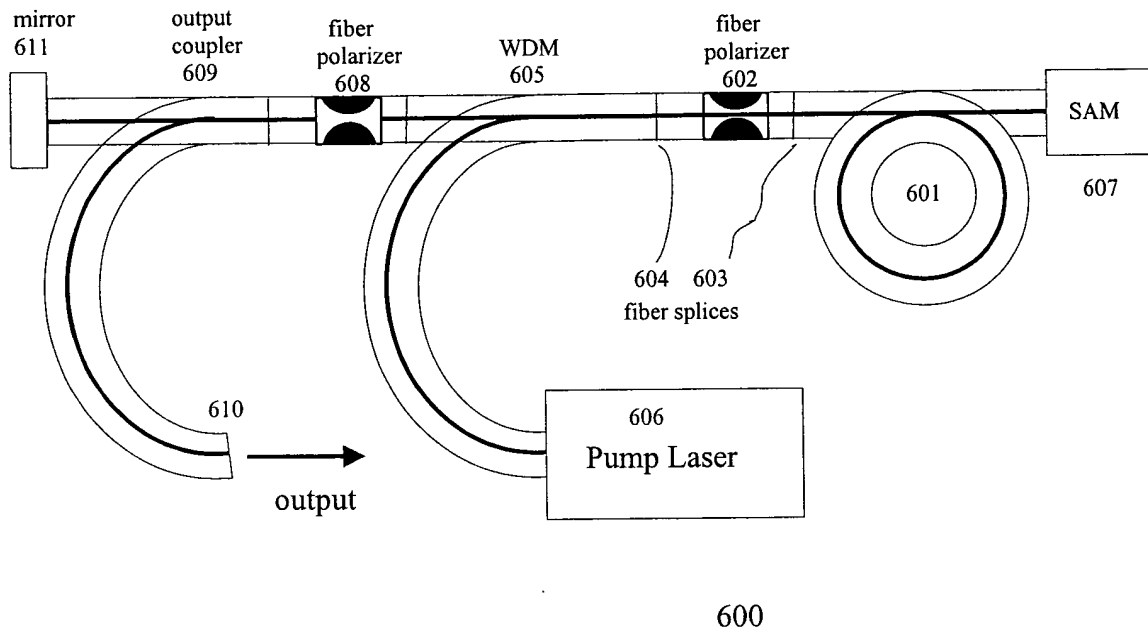 mirror
611
output
coupler
609
fiber
polarizer
608
WDM
605
fiber
polarizer
602
SAM
607
601
604 603
fiber splices
610
output
606
Pump Laser
600